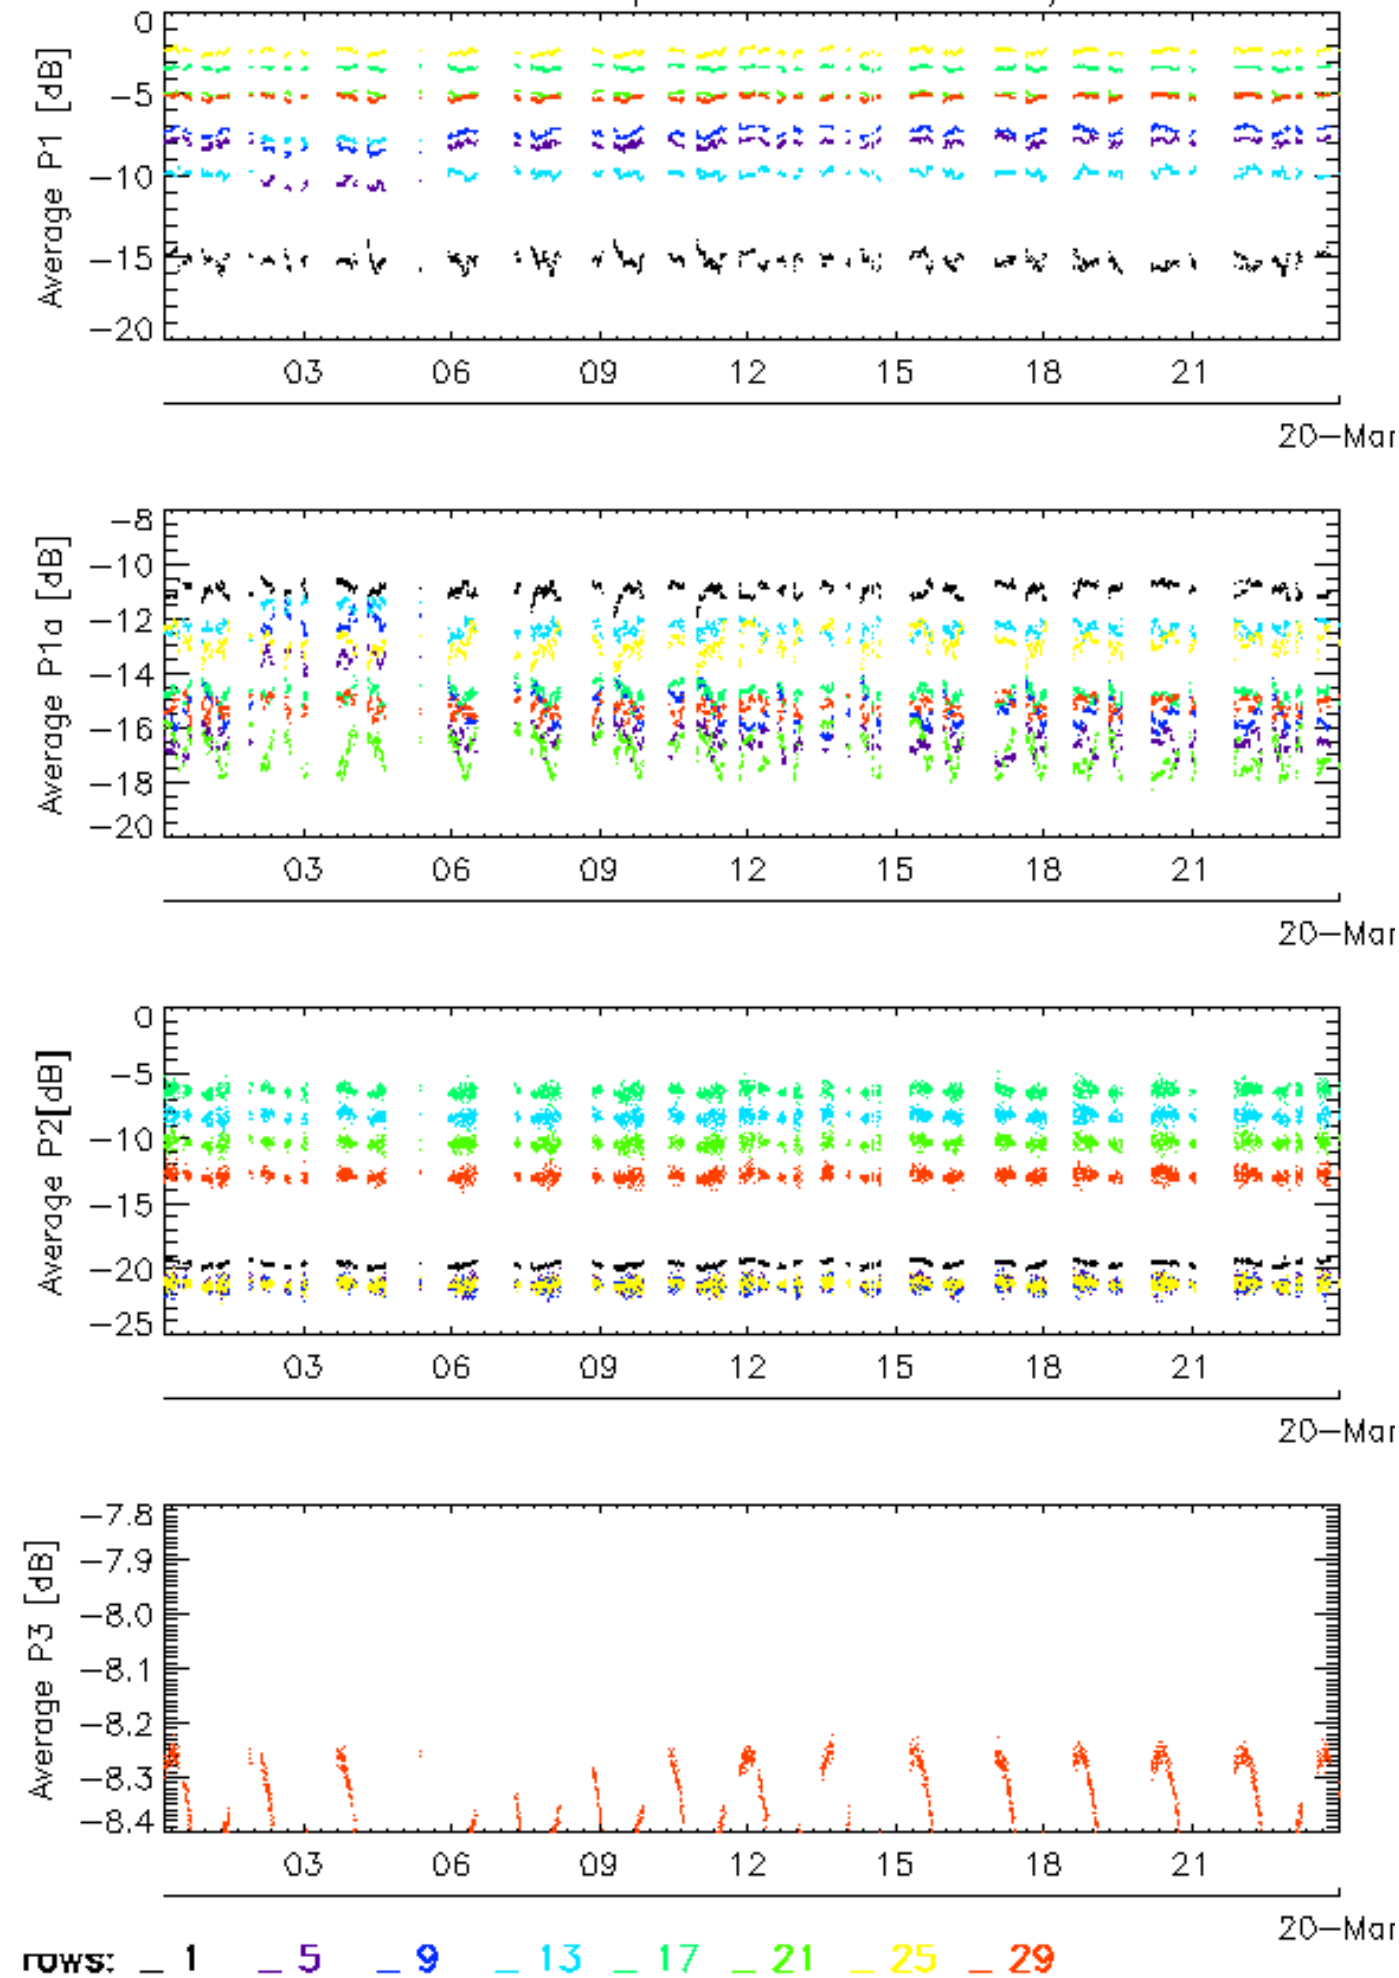 Average P1 [dB]
0
−5
−10
−15
−20
03 06 09 12 15 18 21
20−Mar
Average P1a [dB]
−8
−10
−12
−14
−16
−18
−20
03 06 09 12 15 18 21
20−Mar
Average P2[dB]
0
−5
−10
−15
−20
−25
03 06 09 12 15 18 21
20−Mar
Average P3 [dB]
−7.8
−7.9
−8.0
−8.1
−8.2
−8.3
−8.4
03 06 09 12 15 18 21
20−Mar
rows: _ 1 _ 5 _ 9 _ 13 _ 17 _ 21 _ 25 _ 29